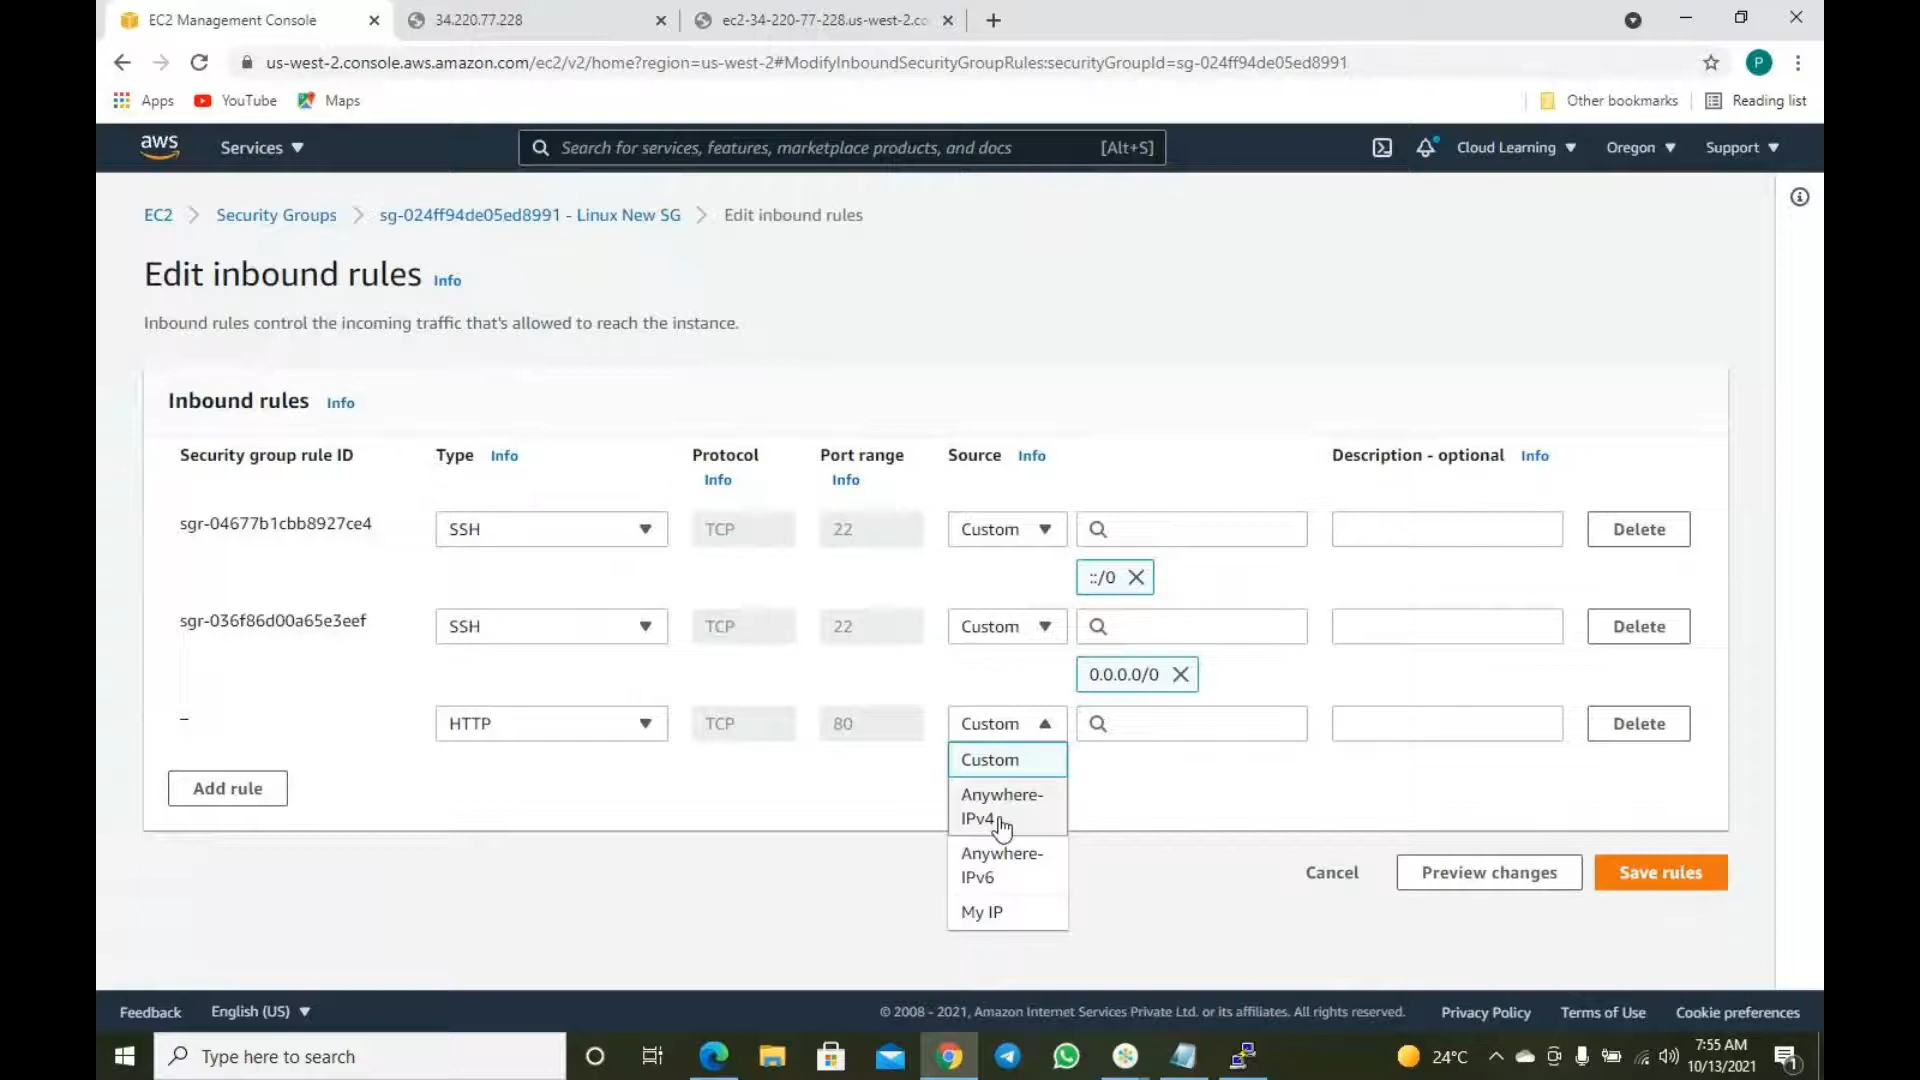 EC2 Management Console
34.220.77.228
ec2-34-220-77-228.us-west-2.co
us-west-2.console.aws.amazon.com/ec2/v2/home?region=us-west-2#ModifyInboundSecurityGroupRules:securityGroupId=sg-024ff94de05ed8991
P
Apps
YouTube
Maps
Other bookmarks
Reading list
aws
Services
Search for services, features, marketplace products, and docs
[Alt+S]
Cloud Learning
Oregon
Support
EC2
Security Groups
sg-024ff94de05ed8991 - Linux New SG
Edit inbound rules
Edit inbound rules Info
Inbound rules control the incoming traffic that's allowed to reach the instance.
Inbound rules Info
Security group rule ID
Type Info
Protocol
Info
Port range
Info
Source Info
Description - optional Info
sgr-04677b1cbb8927ce4
SSH
TCP
22
Custom
Delete
::/0
sgr-036f86d00a65e3eef
SSH
TCP
22
Custom
Delete
0.0.0.0/0
–
HTTP
TCP
80
Custom
Delete
Custom
Anywhere-
IPv4
Anywhere-
IPv6
My IP
Add rule
Cancel
Preview changes
Save rules
Feedback
English (US)
© 2008 - 2021, Amazon Internet Services Private Ltd. or its affiliates. All rights reserved.
Privacy Policy
Terms of Use
Cookie preferences
Type here to search
24°C
7:55 AM
10/13/2021
1